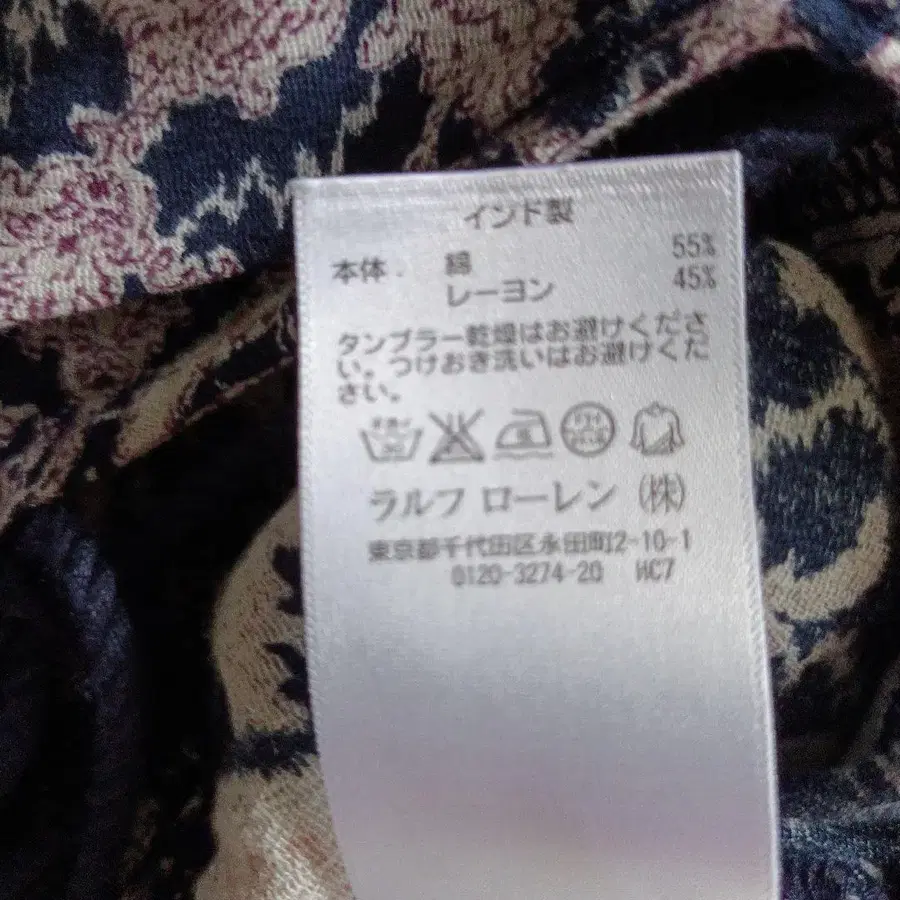 インド製
本体. 綿 55%
レーヨン 45%
タンブラー乾燥はお避けくださ
い。つけおき洗いはお避けくだ
さい。
ラルフ ローレン (株)
東京都千代田区永田町2-10-1
0120-3274-20 HC7